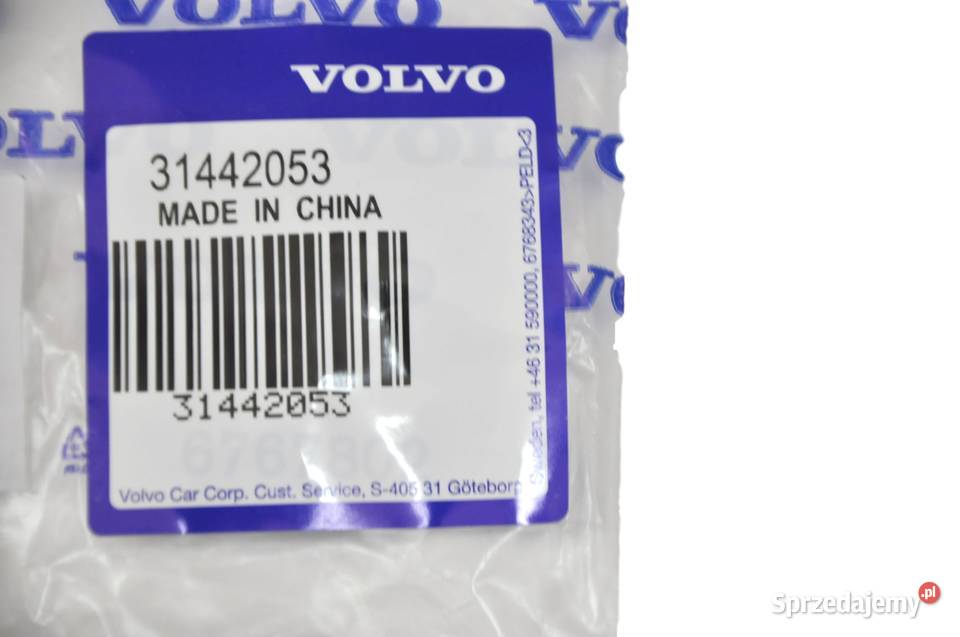 VOLVO
VOLVO
31442053
MADE IN CHINA
31442053
Volvo Car Corp. Cust. Service, S-405 31 Göteborg
Sweden, tel +46 31 590000, 6768343>PELD<3
Sprzedajemy.pl